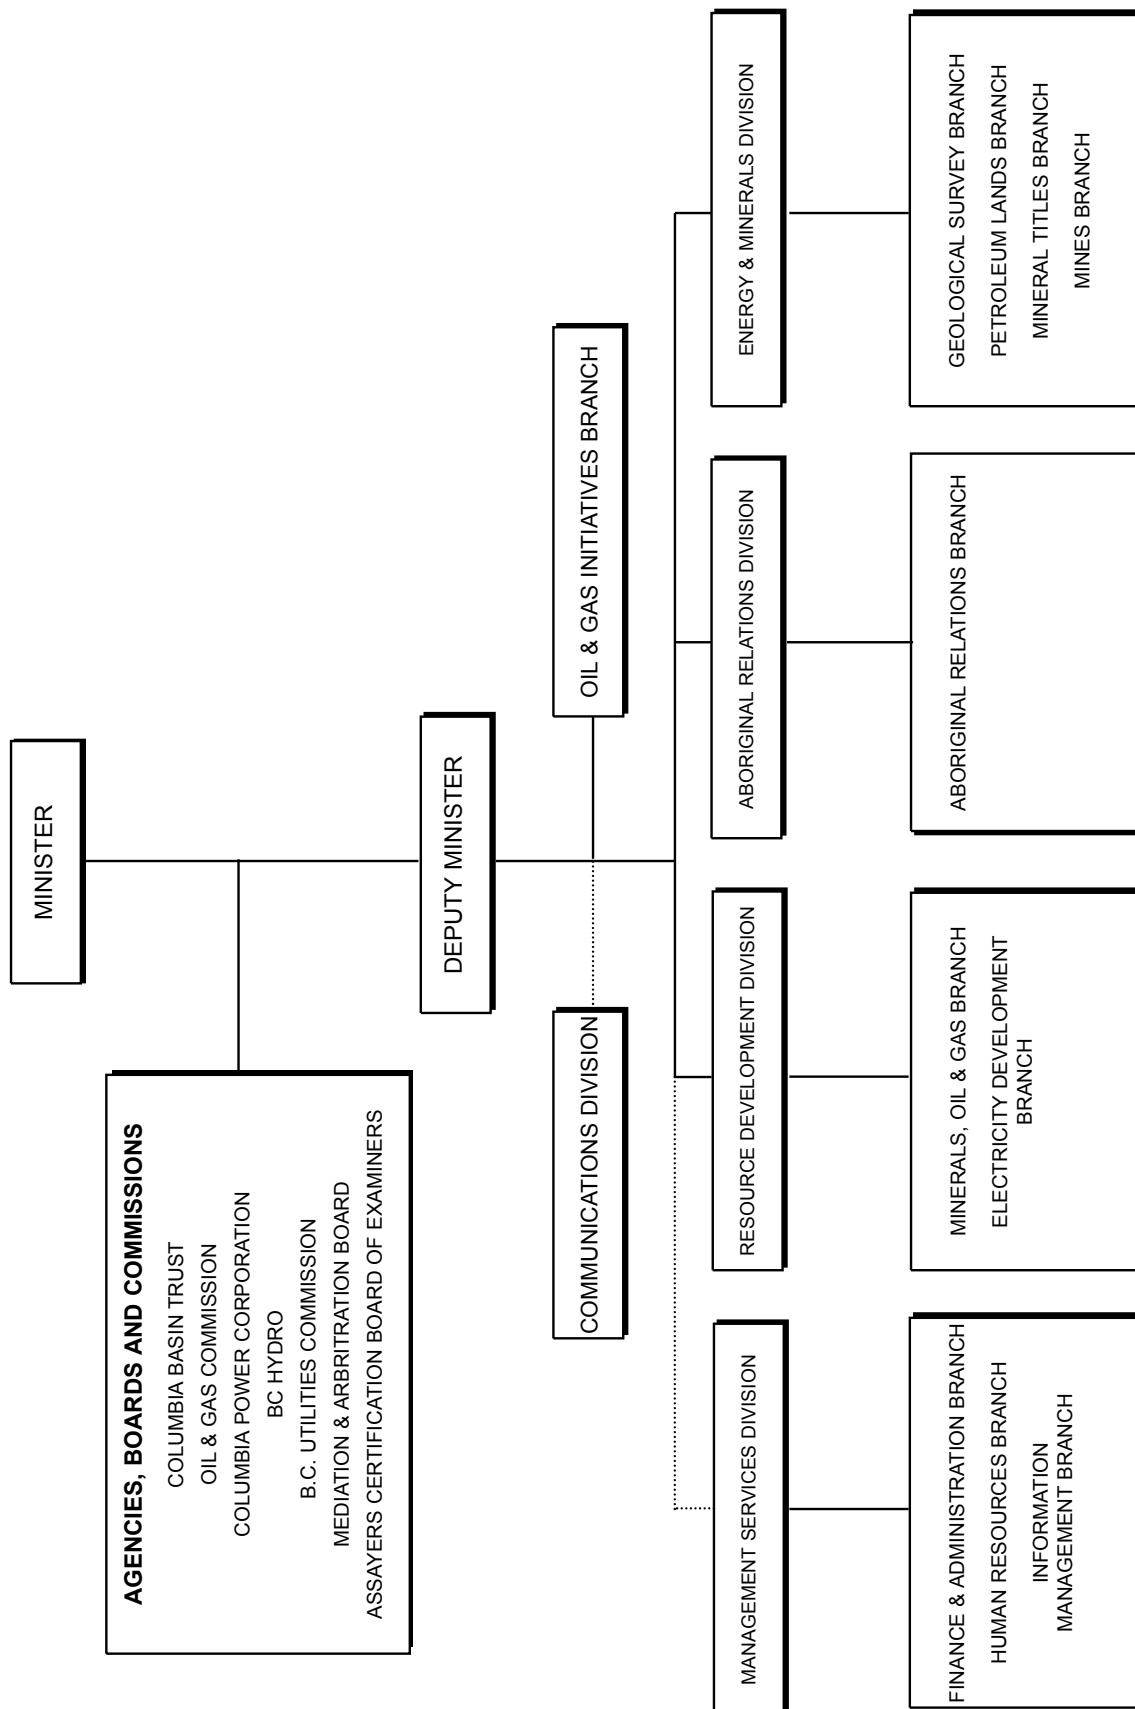 MINISTER
AGENCIES, BOARDS AND COMMISSIONS
COLUMBIA BASIN TRUST
OIL & GAS COMMISSION
COLUMBIA POWER CORPORATION
BC HYDRO
B.C. UTILITIES COMMISSION
MEDIATION & ARBRITRATION BOARD
ASSAYERS CERTIFICATION BOARD OF EXAMINERS
DEPUTY MINISTER
COMMUNICATIONS DIVISION
OIL & GAS INITIATIVES BRANCH
MANAGEMENT SERVICES DIVISION
RESOURCE DEVELOPMENT DIVISION
ABORIGINAL RELATIONS DIVISION
ENERGY & MINERALS DIVISION
FINANCE & ADMINISTRATION BRANCH
HUMAN RESOURCES BRANCH
INFORMATION
MANAGEMENT BRANCH
MINERALS, OIL & GAS BRANCH
ELECTRICITY DEVELOPMENT
BRANCH
ABORIGINAL RELATIONS BRANCH
GEOLOGICAL SURVEY BRANCH
PETROLEUM LANDS BRANCH
MINERAL TITLES BRANCH
MINES BRANCH